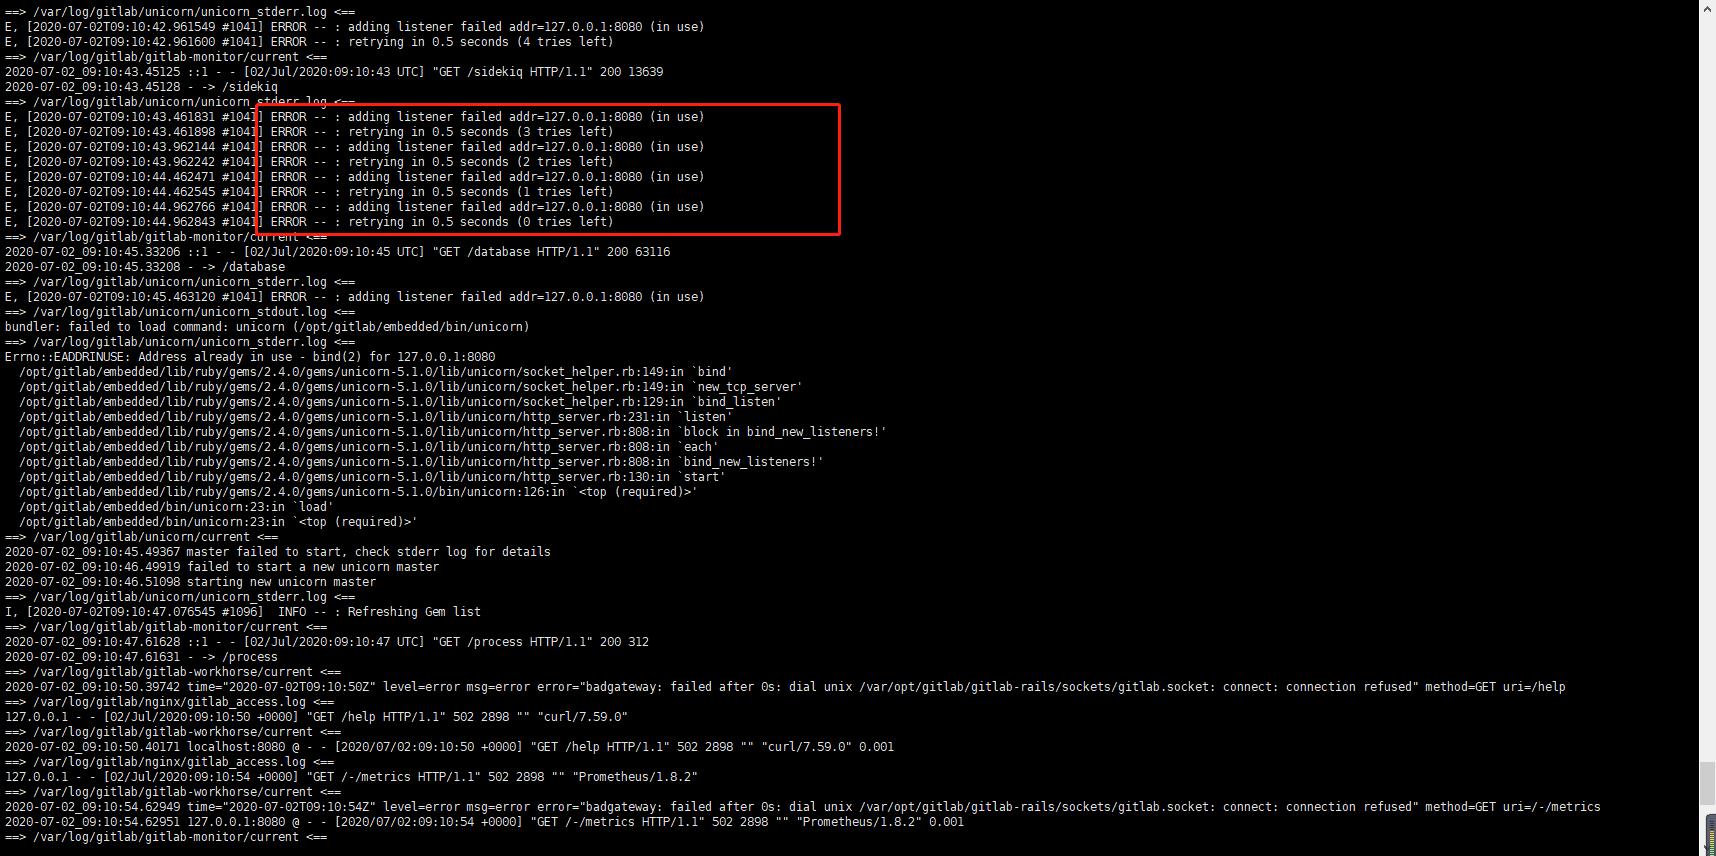 ==> /var/log/gitlab/unicorn/unicorn_stderr.log <==
E, [2020-07-02T09:10:42.961549 #1041] ERROR -- : adding listener failed addr=127.0.0.1:8080 (in use)
E, [2020-07-02T09:10:42.961600 #1041] ERROR -- : retrying in 0.5 seconds (4 tries left)
==> /var/log/gitlab/gitlab-monitor/current <==
2020-07-02_09:10:43.45125 ::1 - - [02/Jul/2020:09:10:43 UTC] "GET /sidekiq HTTP/1.1" 200 13639
2020-07-02_09:10:43.45128 - -> /sidekiq
==> /var/log/gitlab/unicorn/unicorn_stderr.log <==
E, [2020-07-02T09:10:43.461831 #1041] ERROR -- : adding listener failed addr=127.0.0.1:8080 (in use)
E, [2020-07-02T09:10:43.461898 #1041] ERROR -- : retrying in 0.5 seconds (3 tries left)
E, [2020-07-02T09:10:43.962144 #1041] ERROR -- : adding listener failed addr=127.0.0.1:8080 (in use)
E, [2020-07-02T09:10:43.962242 #1041] ERROR -- : retrying in 0.5 seconds (2 tries left)
E, [2020-07-02T09:10:44.462471 #1041] ERROR -- : adding listener failed addr=127.0.0.1:8080 (in use)
E, [2020-07-02T09:10:44.462545 #1041] ERROR -- : retrying in 0.5 seconds (1 tries left)
E, [2020-07-02T09:10:44.962766 #1041] ERROR -- : adding listener failed addr=127.0.0.1:8080 (in use)
E, [2020-07-02T09:10:44.962843 #1041] ERROR -- : retrying in 0.5 seconds (0 tries left)
==> /var/log/gitlab/gitlab-monitor/current <==
2020-07-02_09:10:45.33206 ::1 - - [02/Jul/2020:09:10:45 UTC] "GET /database HTTP/1.1" 200 63116
2020-07-02_09:10:45.33208 - -> /database
==> /var/log/gitlab/unicorn/unicorn_stderr.log <==
E, [2020-07-02T09:10:45.463120 #1041] ERROR -- : adding listener failed addr=127.0.0.1:8080 (in use)
==> /var/log/gitlab/unicorn/unicorn_stdout.log <==
bundler: failed to load command: unicorn (/opt/gitlab/embedded/bin/unicorn)
==> /var/log/gitlab/unicorn/unicorn_stderr.log <==
Errno::EADDRINUSE: Address already in use - bind(2) for 127.0.0.1:8080
/opt/gitlab/embedded/lib/ruby/gems/2.4.0/gems/unicorn-5.1.0/lib/unicorn/socket_helper.rb:149:in `bind'
/opt/gitlab/embedded/lib/ruby/gems/2.4.0/gems/unicorn-5.1.0/lib/unicorn/socket_helper.rb:149:in `new_tcp_server'
/opt/gitlab/embedded/lib/ruby/gems/2.4.0/gems/unicorn-5.1.0/lib/unicorn/socket_helper.rb:129:in `bind_listen'
/opt/gitlab/embedded/lib/ruby/gems/2.4.0/gems/unicorn-5.1.0/lib/unicorn/http_server.rb:231:in `listen'
/opt/gitlab/embedded/lib/ruby/gems/2.4.0/gems/unicorn-5.1.0/lib/unicorn/http_server.rb:808:in `block in bind_new_listeners!'
/opt/gitlab/embedded/lib/ruby/gems/2.4.0/gems/unicorn-5.1.0/lib/unicorn/http_server.rb:808:in `each'
/opt/gitlab/embedded/lib/ruby/gems/2.4.0/gems/unicorn-5.1.0/lib/unicorn/http_server.rb:808:in `bind_new_listeners!'
/opt/gitlab/embedded/lib/ruby/gems/2.4.0/gems/unicorn-5.1.0/lib/unicorn/http_server.rb:130:in `start'
/opt/gitlab/embedded/lib/ruby/gems/2.4.0/gems/unicorn-5.1.0/bin/unicorn:126:in `<top (required)>'
/opt/gitlab/embedded/bin/unicorn:23:in `load'
/opt/gitlab/embedded/bin/unicorn:23:in `<top (required)>'
==> /var/log/gitlab/unicorn/current <==
2020-07-02_09:10:45.49367 master failed to start, check stderr log for details
2020-07-02_09:10:46.49919 failed to start a new unicorn master
2020-07-02_09:10:46.51098 starting new unicorn master
==> /var/log/gitlab/unicorn/unicorn_stderr.log <==
I, [2020-07-02T09:10:47.076545 #1096]  INFO -- : Refreshing Gem list
==> /var/log/gitlab/gitlab-monitor/current <==
2020-07-02_09:10:47.61628 ::1 - - [02/Jul/2020:09:10:47 UTC] "GET /process HTTP/1.1" 200 312
2020-07-02_09:10:47.61631 - -> /process
==> /var/log/gitlab/gitlab-workhorse/current <==
2020-07-02_09:10:50.39742 time="2020-07-02T09:10:50Z" level=error msg=error error="badgateway: failed after 0s: dial unix /var/opt/gitlab/gitlab-rails/sockets/gitlab.socket: connect: connection refused" method=GET uri=/help
==> /var/log/gitlab/nginx/gitlab_access.log <==
127.0.0.1 - - [02/Jul/2020:09:10:50 +0000] "GET /help HTTP/1.1" 502 2898 "" "curl/7.59.0"
==> /var/log/gitlab/gitlab-workhorse/current <==
2020-07-02_09:10:50.40171 localhost:8080 @ - - [2020/07/02:09:10:50 +0000] "GET /help HTTP/1.1" 502 2898 "" "curl/7.59.0" 0.001
==> /var/log/gitlab/nginx/gitlab_access.log <==
127.0.0.1 - - [02/Jul/2020:09:10:54 +0000] "GET /-/metrics HTTP/1.1" 502 2898 "" "Prometheus/1.8.2"
==> /var/log/gitlab/gitlab-workhorse/current <==
2020-07-02_09:10:54.62949 time="2020-07-02T09:10:54Z" level=error msg=error error="badgateway: failed after 0s: dial unix /var/opt/gitlab/gitlab-rails/sockets/gitlab.socket: connect: connection refused" method=GET uri=/-/metrics
2020-07-02_09:10:54.62951 127.0.0.1:8080 @ - - [2020/07/02:09:10:54 +0000] "GET /-/metrics HTTP/1.1" 502 2898 "" "Prometheus/1.8.2" 0.001
==> /var/log/gitlab/gitlab-monitor/current <==